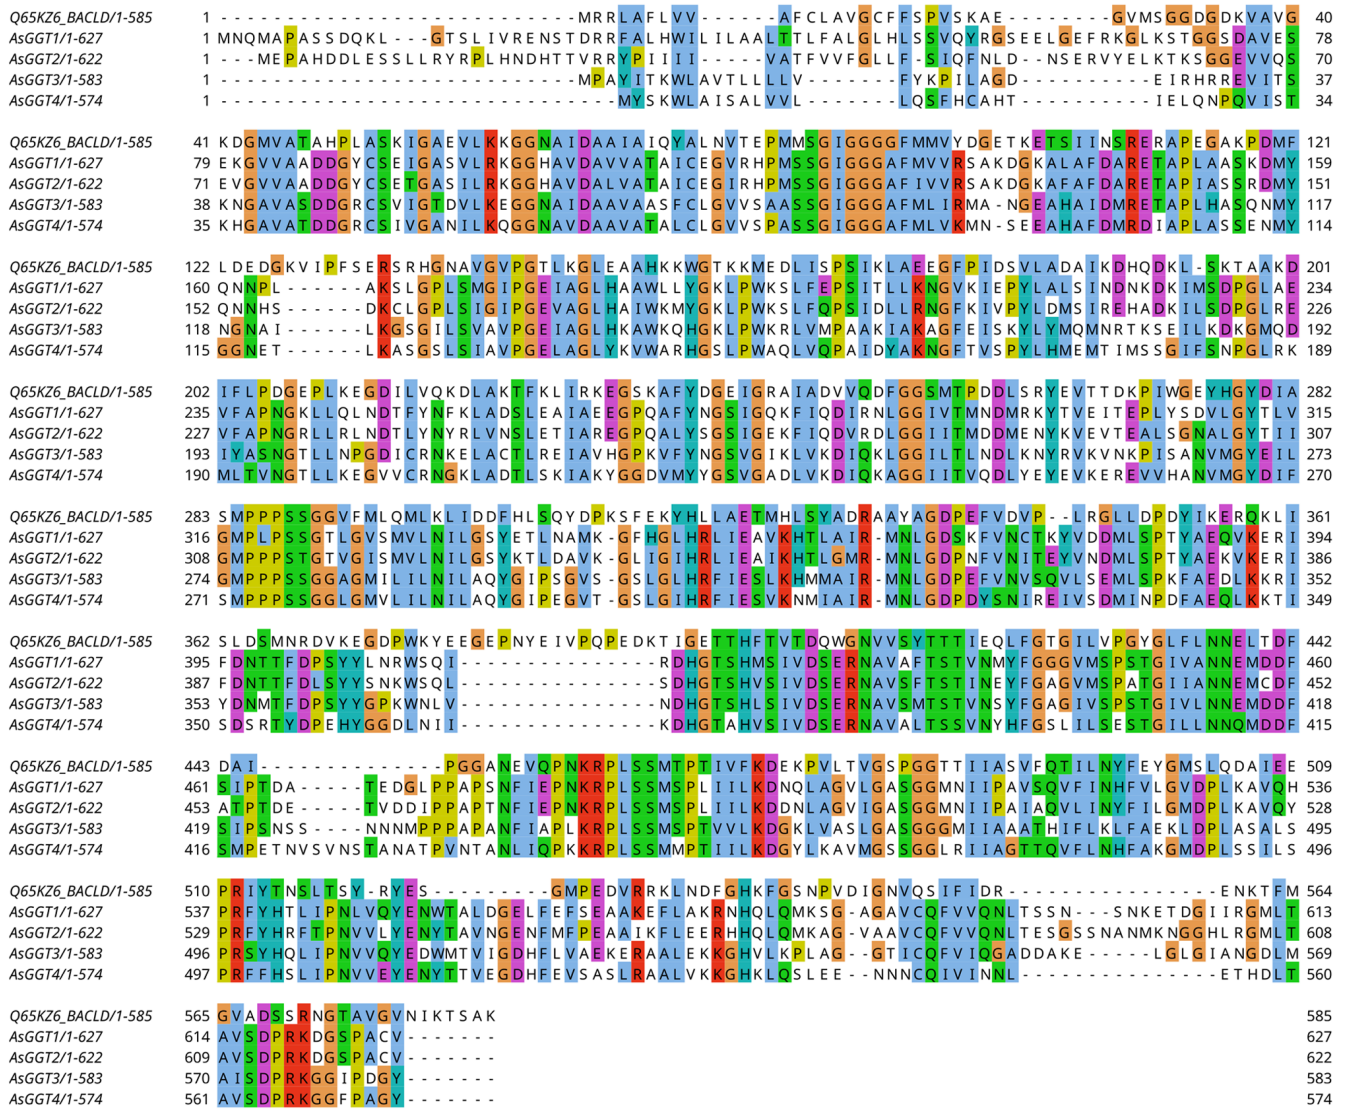 Q65KZ6_BACLD/1-585 1 ---------------------------MRRLAFLVV------AFCLAVGCFFSPVSKAE--------GVMSGGDGDKVAVG 40
AsGGT1/1-627 1 MNQMAPASSDQKL---GTSLIVRENSTDRRFALHWILILAALTTLFALGLHLSSVQYRGSEELGEFRKGLKSTGGSDAVES 78
AsGGT2/1-622 1 ---MEPAHDDLESSLLRYRPLHNDHTTVRRYPIIII-----VATFVVFGLLF-SIQFNLD--NSERVYELKTKSGGEVVQS 70
AsGGT3/1-583 1 ---------------------------MPAYITKWLAVTLLLLV-------FYKPILAGD----------EIRHRREVITS 37
AsGGT4/1-574 1 ------------------------------MYSKWLAISALVVL-------LQSFHCAHT----------IELQNPQVIST 34
Q65KZ6_BACLD/1-585 41 KDGMVATAHPLASKIGAEVLKKGGNAIDAAIAIQYALNVTEPMMSGIGGGGFMMVYDGETKETSIINSRERAPEGAKPDMF 121
AsGGT1/1-627 79 EVGVVAADDGYCSEIGASILRKGGHAVDAVVATAICEGVRHPMSSGIGGGAFMVVRSAKDGKALAFDARETAPLAASKDMY 159
AsGGT2/1-622 71 EVGVVAADDGYCSETGASILRKGGHAVDALVATAICEGIRHPMSSGIGGGAFIVVRSAKDGKAFAFDARETAPIASSRDMY 151
AsGGT3/1-583 38 KNGAVASDDGRCSVIGTDVLKEGGNAIDAAVAASFCLGVVSAASSGIGGGAFMLIRMA-NGEAHAIDMRETAPLHASQNMY 117
AsGGT4/1-574 35 KHGAVATDDGRCSIVGANILKQGGNAVDAAVATALCLGVVSPASSGIGGGAFMLVKMN-SEEAHAFDMRDIAPLASSENMY 114
Q65KZ6_BACLD/1-585 122 LDEDGKVIPFSERSRHGNAVGVPGTLKGLEAAHKKWGTKKMEDLISPSIKLAEEGFPIDSVLADAIKDHQDKL-SKTAAKD 201
AsGGT1/1-627 160 QNNPL------AKSLGPLSMGIPGEIAGLHAAWLLYGKLPWKSLFEPSITLLKNGVKIEPYLALSINDNKDKIMSDPGLAE 234
AsGGT2/1-622 152 QNNHS------DKCLGPLSIGIPGEIAGLHAIWKLYGKLPWKSLFQPSIDLLRNGVKIEPYLDMSIREHADKILSDPGLRE 226
AsGGT3/1-583 118 NGNAI------LKGSGILSVAVPGEIAGLHKAWKQHGKLPWKRLVMPAAKIAKAGFEISKYLYMQMNRTKSEILKDKGMQD 192
AsGGT4/1-574 115 GGNET------LKASGSLSIAVPGELAGLYKVWARHGSLPWAQLVQPAIDYAKNGFTVSPYLHMEMTIMSSGIFSNPGLRK 189
Q65KZ6_BACLD/1-585 202 IFLPDGEPLKEGDILVQKDLAKTFKLIRKEGSKAFYDGEIGRAIADVVQDFGGSMTPDDLSRYEVTTDKPIWGEYHGYDIA 282
AsGGT1/1-627 235 VFAPNGKLLQLNDTFYNFKLADSLEAIAEEGPQAFYNGSIGQKFIQDIRNLGGIVTMNDMRKYTVEITEPLYSDVLGYTLV 315
AsGGT2/1-622 227 VFAPNGRLLRLNDTLYNYRLVNSLETIAREGPQALYSGSIGEKFIQDVRDLGGIITMDDMENYKVEVTEALSGNALGYTII 307
AsGGT3/1-583 193 IYASNGTLLNPGDICRNKELACTLREIAVHGPKVFYNGSVGIKLVKDIQKLGGILTNDLKNYRVKVNKPISANVMGYEIL 273
AsGGT4/1-574 190 MLTVNGTLLKEGVVCRNGKLADTLSKIAKYGGDVMYYGSVGADLVKDIQKAGGIITVQDLYEYEVKEREVVHANVMGYDIF 270
Q65KZ6_BACLD/1-585 283 SMPPPSSGGVFMLQMLKLIDDFHLSQYDPKSFEKYHLLAETMHLSYADRAAYAGDPEFVDVP--LRGLLDPDYIKERQKLI 361
AsGGT1/1-627 316 GMPLPSSGTLGVSMVLNILGSYETLNAMK-GFHGLHRLIEAVKHTLAIR-MNLGDSKFVNCTKYVDDMLSPTYAEQVKERI 394
AsGGT2/1-622 308 GMPPPSTGTVGISMVLNILGSYKTLDAVK-GLIGIHRLIEAIKHTLGMR-MNLGDPNFVNITEYVNDMLSPTYAEKVKERI 386
AsGGT3/1-583 274 GMPPPSSGGAGMILILNILAQYGIPSGVS-GSLGLHRFIESLKHMMAIR-MNLGDPEFVNVSQVLSEMLSPKFAEDLKKRI 352
AsGGT4/1-574 271 SMPPPSSGGLGMVLILNILAQYGIPEGVT-GSLGIHRFIESVKNMIAIR-MNLGDPDYSNIREIVSDMINPDFAEQLKKTI 349
Q65KZ6_BACLD/1-585 362 SLDSMNRDVKEGDPWKYEEGEPNYEIVPQPEDKTIGETTHFTVTDQWGNVVSYTTTIEQLFGTGILVPGYGLFLNNELTDF 442
AsGGT1/1-627 395 FDNTTFDPSYYLNRWSQI---------------RDHGTSHMSIVDSERNAVAFTSTVNMYFGGGVMSPSTGIVANNEMDDF 460
AsGGT2/1-622 387 FDNTTFDLSYYSNKWSQL---------------SDHGTSHVSIVDSERNAVSFTSTINEYFGAGVMSPATGIIANNEMCDF 452
AsGGT3/1-583 353 YDNMTFDPSYYGPKWNLV---------------NDHGTSHLSIVDSERNAVSMTSTVNSYFGAGIVSPSTGIVLNNEMDDF 418
AsGGT4/1-574 350 SDSRTYDPEHYGGDLNII---------------KDHGTAHVSIVDSERNAVALTSSVNYHFGSLILSESTGILLNNQMDDF 415
Q65KZ6_BACLD/1-585 443 DAI--------------PGGANEVQPNKRPLSSMTPTIVFKDEKPVLTVGSPGGTTIIASVFQTILNYFEYGMSLQDAIEE 509
AsGGT1/1-627 461 SIPTDA-----TEDGLPPAPSNFIEPNKRPLSSMSPLIILKDNQLAGVIGASGGMNIIPAVSQVFINHFVLGVDPLKAVQH 536
AsGGT2/1-622 453 ATPTDE-----TVDDIPPAPTNFIEPNKRPLSSMSPLIILKDDNLAGVLGASGGMNIIPAIAQVLINYFILGMDPLKAVQY 528
AsGGT3/1-583 419 SIPSNSS----NNNMPPPAPANFIAPLKRPLSSMSPTVVLKDGKLVASLGASGGGMIIAAATHIFLKLFAEKLDPLASALS 495
AsGGT4/1-574 416 SMPETNVSVNSTANATPVNTANLIQPKKRPLSSMMPTIILKDGYLKAVMGSSGGLRIIAGTTQVFLNHFAKGMDPLSSILS 496
Q65KZ6_BACLD/1-585 510 PRIYTNSLTSY-RYES---------GMPEDVRRKLNDFGHKFGSNPVDIGNVQSIFIDR----------------ENKTFM 564
AsGGT1/1-627 537 PRFYHTLIPNLVQYENWTALDGELFEFSEAAKEFLAKRNHQLQMKSG-AGAVCQFVVQNLTSSN---SNKETDGIIRGMLT 613
AsGGT2/1-622 529 PRFYHRFTPNVVLYENYTAVNGENFMFPEAAIKFLEERHHQLQMKAG-VAAVCQFVVQNLTESGSSNANMKNGGHLRGMLT 608
AsGGT3/1-583 496 PRSYHQLIPNVVQYEDWMTVIGDHFLVAEKERAALEKRGHVLKPLAG--GTICQFVVQGADDAKE-----LGLGIANGDLM 569
AsGGT4/1-574 497 PRFFHSLIPNVVEYENYTTVEGDHFEVSASLRAALVKKGHKLQSLEE--NNNCQIVINNL---------------ETHDLT 560
Q65KZ6_BACLD/1-585 565 GVADSSRNGTAVGVNIKTSAK 585
AsGGT1/1-627 614 AVSDPRKDGSPACV------- 627
AsGGT2/1-622 609 AVSDPRKDGSPACV------- 622
AsGGT3/1-583 570 AISDPRKGGIPDGY------- 583
AsGGT4/1-574 561 AVSDPRKGGFPAGY------- 574